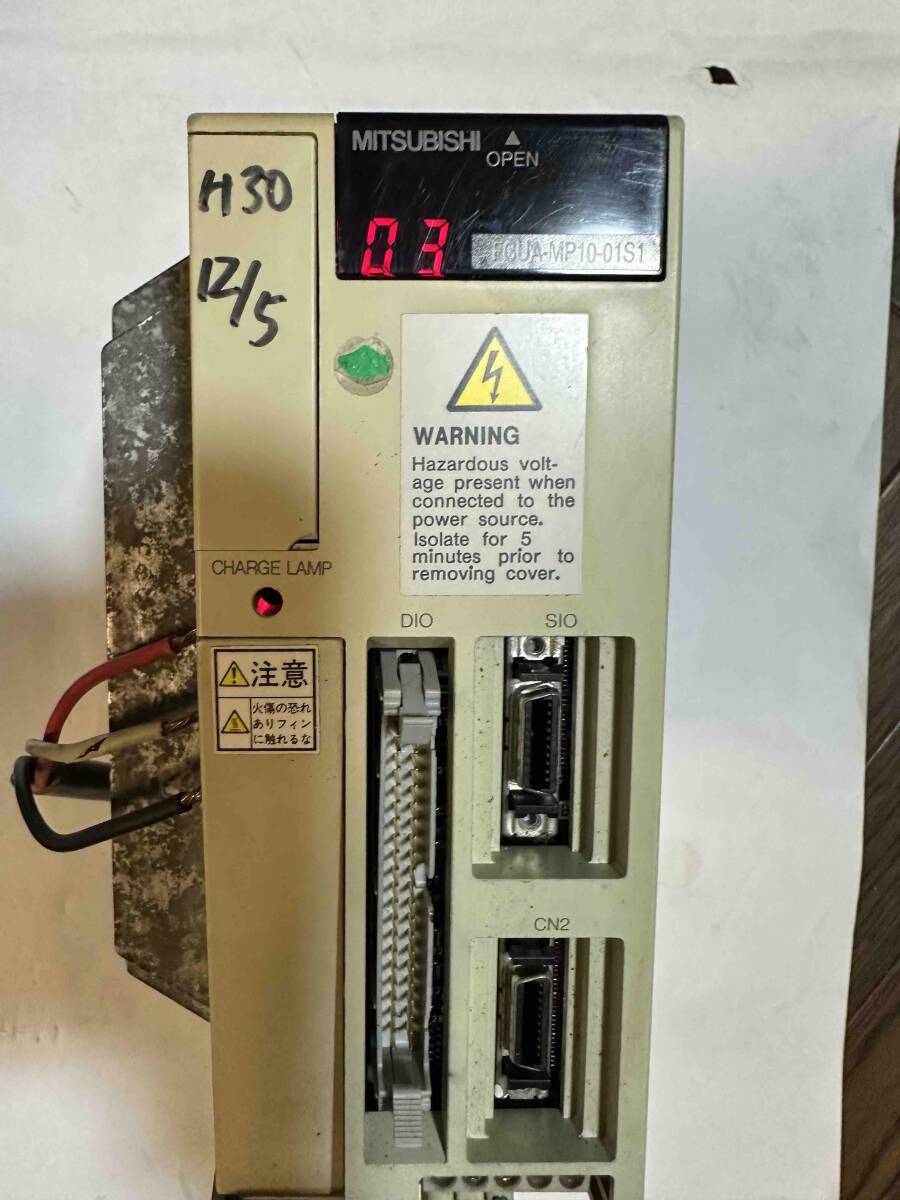 MITSUBISHI
OPEN
03
FCUA-MP10-01S1
H30
12/5
WARNING
Hazardous volt-
age present when
connected to the
power source.
Isolate for 5
minutes prior to
removing cover.
CHARGE LAMP
DIO
SIO
注意
火傷の恐れ
ありフィン
に触れるな
CN2